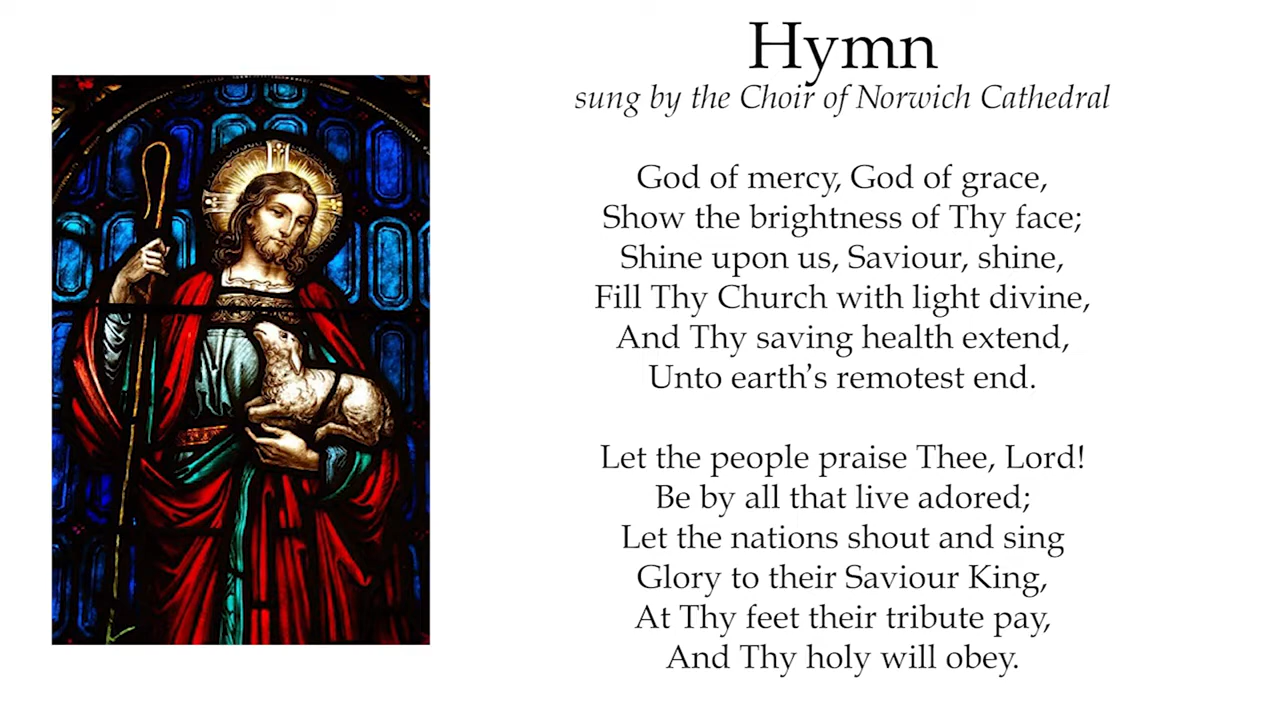 Hymn
sung by the Choir of Norwich Cathedral
God of mercy, God of grace,
Show the brightness of Thy face;
Shine upon us, Saviour, shine,
Fill Thy Church with light divine,
And Thy saving health extend,
Unto earth's remotest end.
Let the people praise Thee, Lord!
Be by all that live adored;
Let the nations shout and sing
Glory to their Saviour King,
At Thy feet their tribute pay,
And Thy holy will obey.